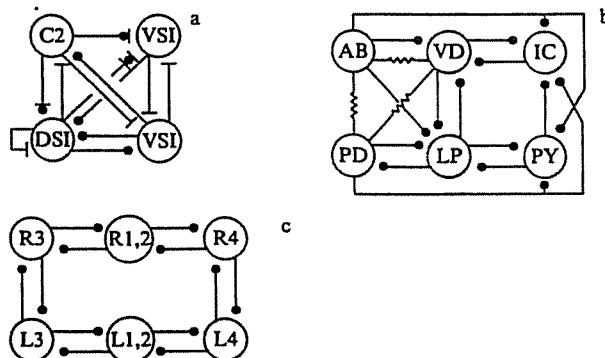 C2 VSI a
DSI VSI
AB VD IC b
PD LP PY
c
R3 R1,2 R4
L3 L1,2 L4